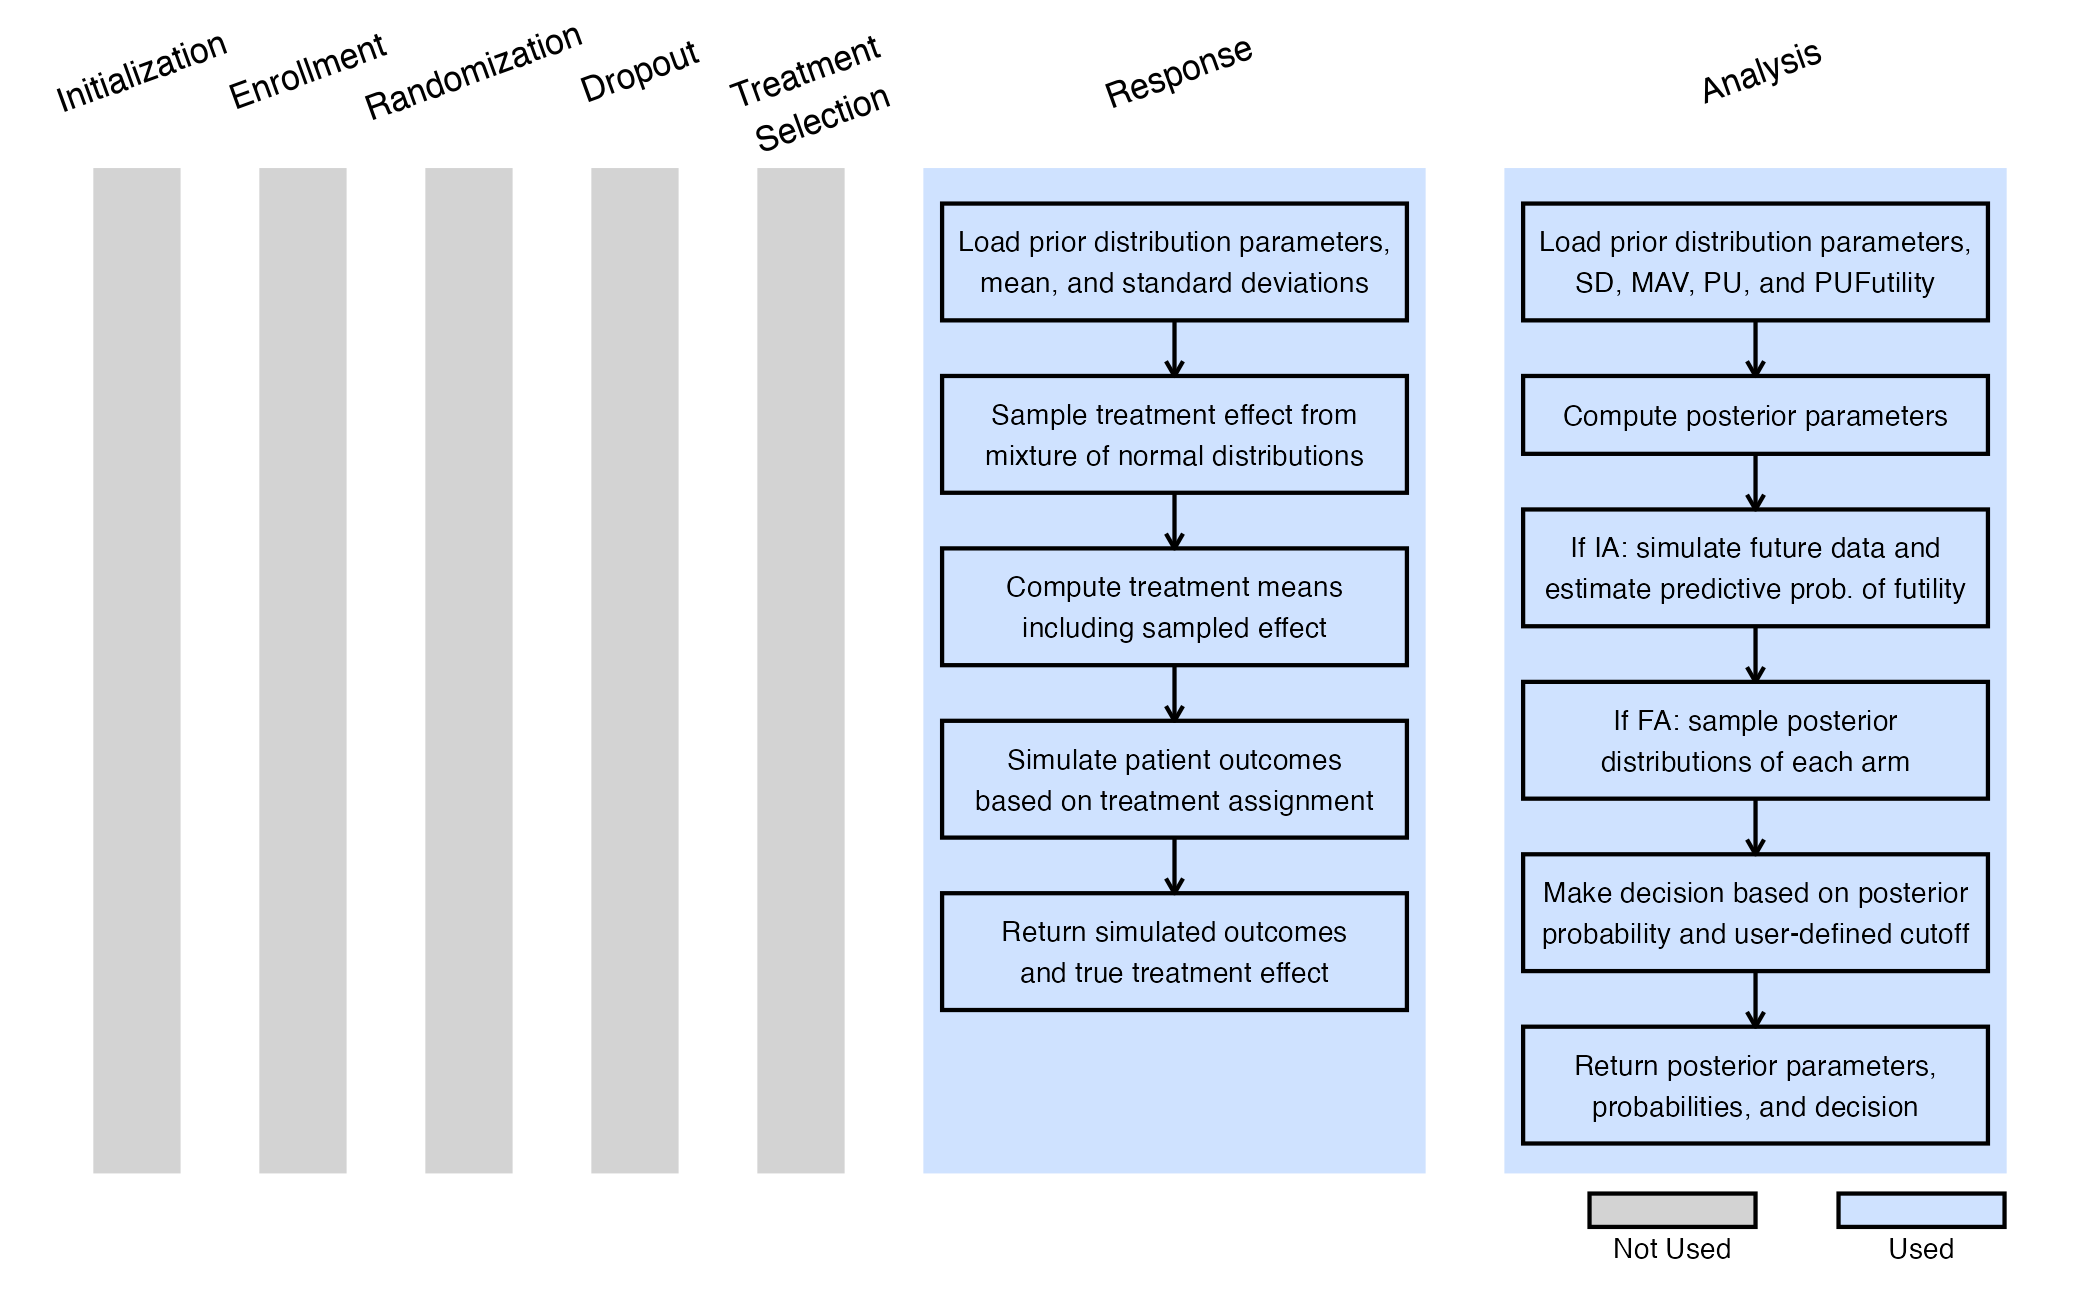 Initialization
Enrollment
Randomization
Dropout
Treatment
Selection
Response
Analysis
Load prior distribution parameters,
mean, and standard deviations
Sample treatment effect from
mixture of normal distributions
Compute treatment means
including sampled effect
Simulate patient outcomes
based on treatment assignment
Return simulated outcomes
and true treatment effect
Load prior distribution parameters,
SD, MAV, PU, and PUFutility
Compute posterior parameters
If IA: simulate future data and
estimate predictive prob. of futility
If FA: sample posterior
distributions of each arm
Make decision based on posterior
probability and user-defined cutoff
Return posterior parameters,
probabilities, and decision
Not Used
Used